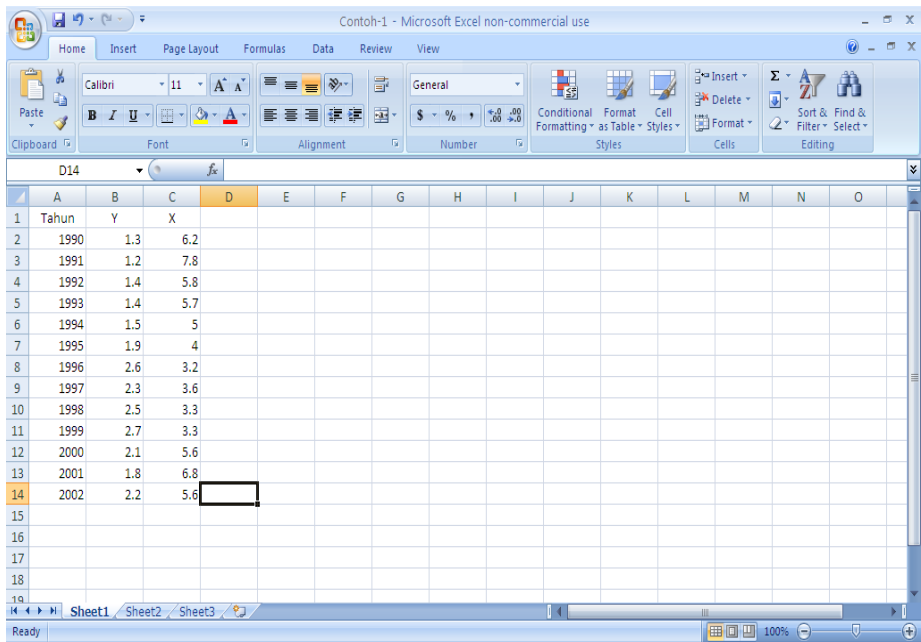 Contoh-1 - Microsoft Excel non-commercial use
Home Insert Page Layout Formulas Data Review View
Paste
Calibri 11 A A
B I U A
General
$ % , .0 .00 .00 .0
Conditional Formatting
Format as Table
Cell Styles
Insert
Delete
Format
Σ
Sort & Filter
Find & Select
Clipboard Font Alignment Number Styles Cells Editing
D14 fx
A B C D E F G H I J K L M N O
1 Tahun Y X
2 1990 1.3 6.2
3 1991 1.2 7.8
4 1992 1.4 5.8
5 1993 1.4 5.7
6 1994 1.5 5
7 1995 1.9 4
8 1996 2.6 3.2
9 1997 2.3 3.6
10 1998 2.5 3.3
11 1999 2.7 3.3
12 2000 2.1 5.6
13 2001 1.8 6.8
14 2002 2.2 5.6
15
16
17
18
19
Sheet1 Sheet2 Sheet3
Ready 100%